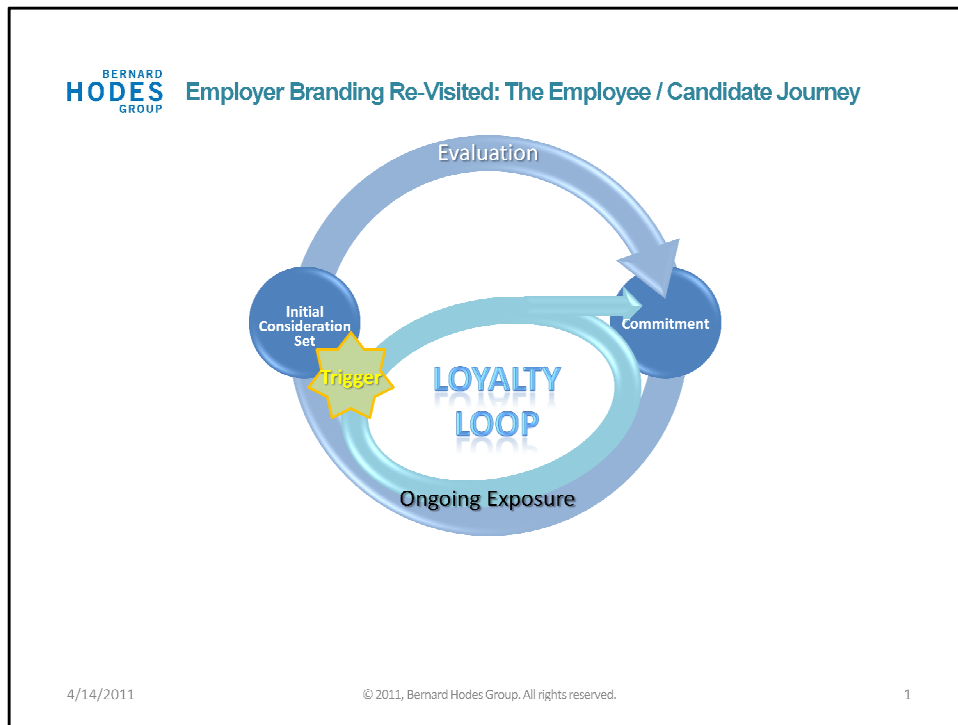 BERNARD
HODES
GROUP
Employer Branding Re-Visited: The Employee / Candidate Journey
Evaluation
Initial
Consideration
Set
Trigger
Commitment
LOYALTY
LOOP
Ongoing Exposure
4/14/2011
© 2011, Bernard Hodes Group. All rights reserved.
1